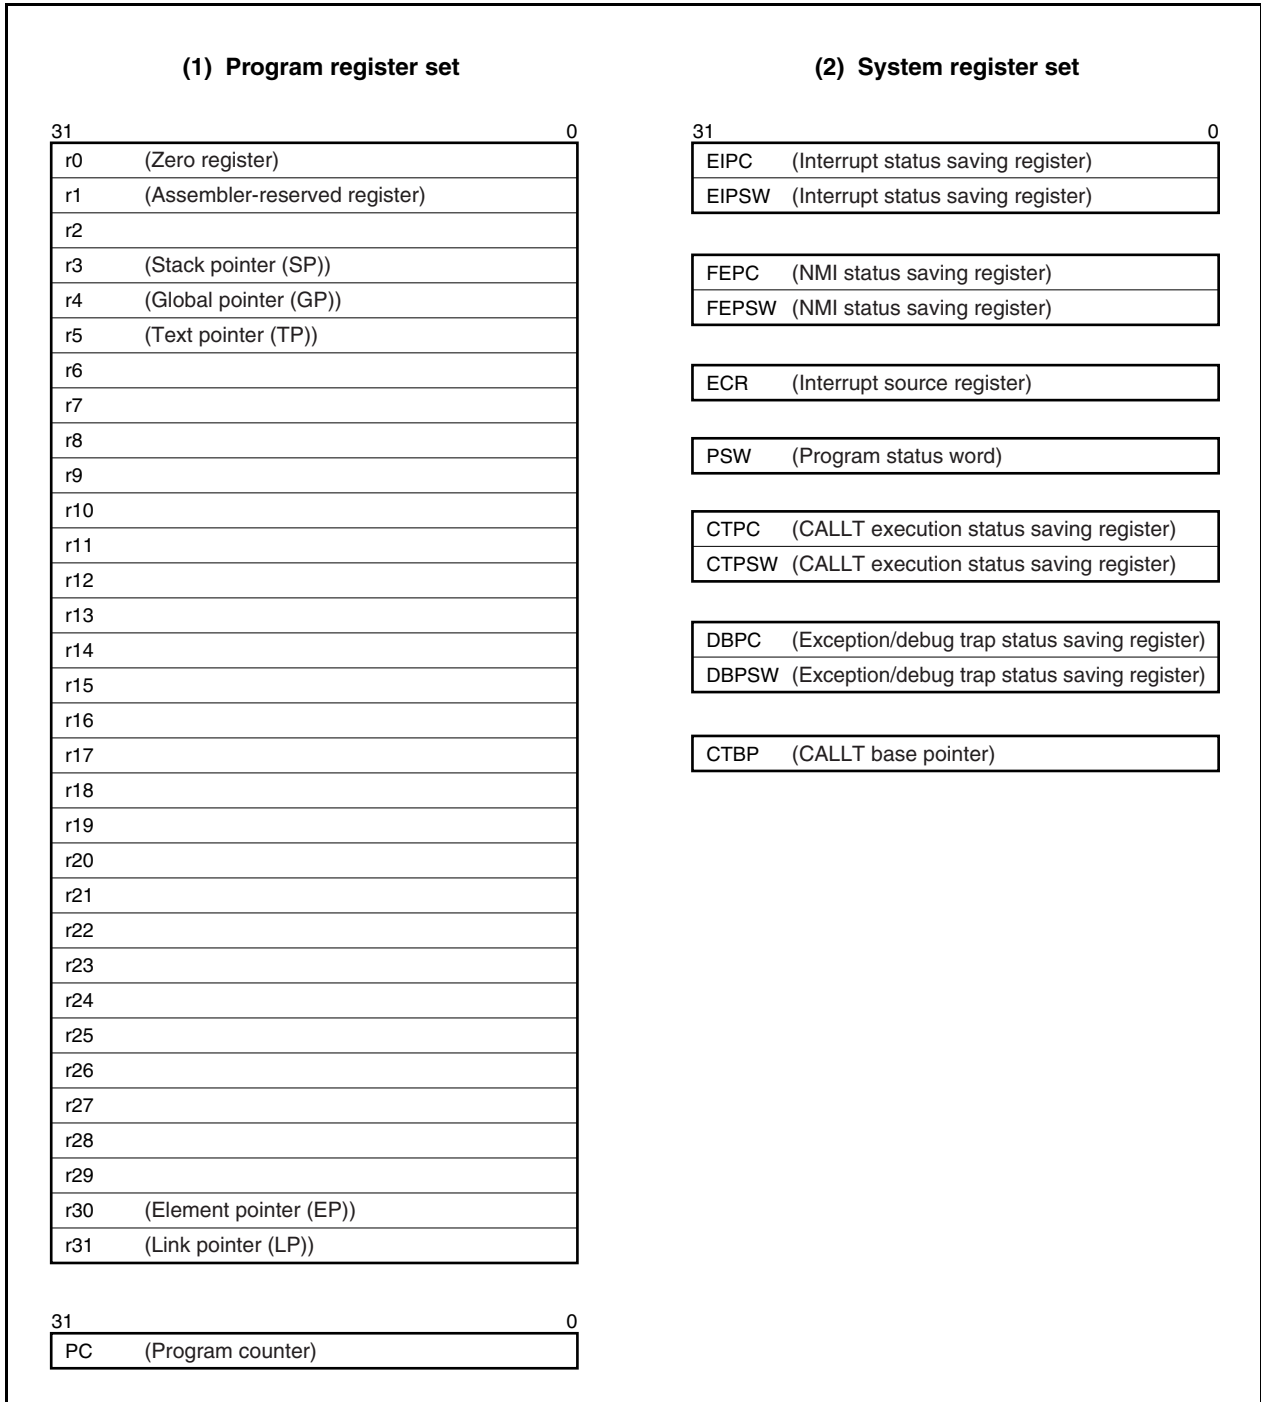 (1) Program register set
31 0
r0 (Zero register)
r1 (Assembler-reserved register)
r2
r3 (Stack pointer (SP))
r4 (Global pointer (GP))
r5 (Text pointer (TP))
r6
r7
r8
r9
r10
r11
r12
r13
r14
r15
r16
r17
r18
r19
r20
r21
r22
r23
r24
r25
r26
r27
r28
r29
r30 (Element pointer (EP))
r31 (Link pointer (LP))
31 0
PC (Program counter)
(2) System register set
31 0
EIPC (Interrupt status saving register)
EIPSW (Interrupt status saving register)
FEPC (NMI status saving register)
FEPSW (NMI status saving register)
ECR (Interrupt source register)
PSW (Program status word)
CTPC (CALLT execution status saving register)
CTPSW (CALLT execution status saving register)
DBPC (Exception/debug trap status saving register)
DBPSW (Exception/debug trap status saving register)
CTBP (CALLT base pointer)